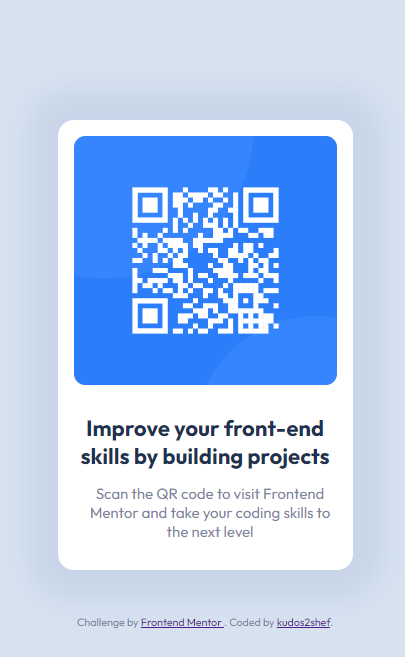 Improve your front-end
skills by building projects
Scan the QR code to visit Frontend
Mentor and take your coding skills to
the next level
Challenge by Frontend Mentor . Coded by kudos2shef.